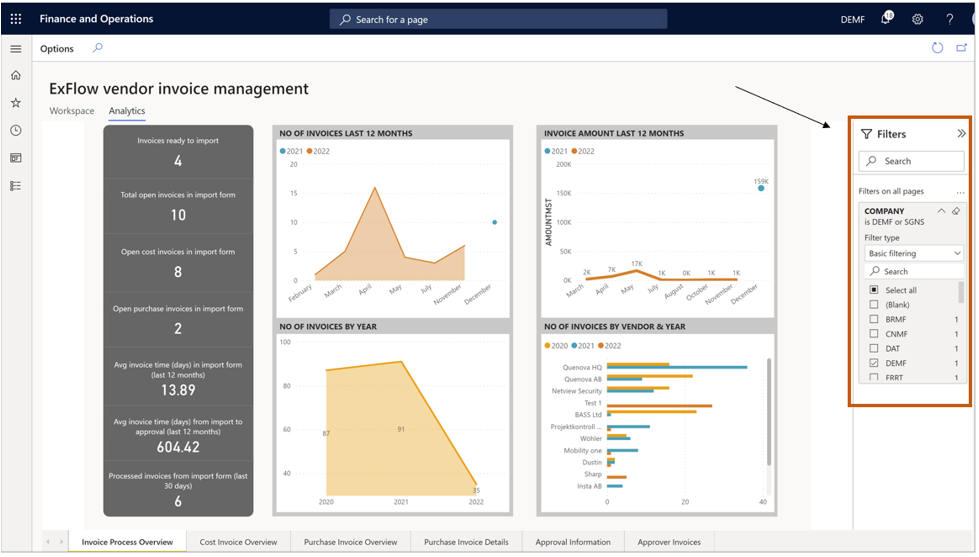 Finance and Operations
Search for a page
DEMF
18
?
Options
ExFlow vendor invoice management
Workspace
Analytics
Invoices ready to import
4
Total open invoices in import form
10
Open cost invoices in import form
8
Open purchase invoices in import form
2
Avg invoice time (days) in import form
(last 12 months)
13.89
Avg inovice time (days) from import to
approval (last 12 months)
604.42
Processed invoices from import form (last
30 days)
6
NO OF INVOICES LAST 12 MONTHS
2021 2022
20
15
10
5
0
February
March
April
May
July
November
December
INVOICE AMOUNT LAST 12 MONTHS
2021 2022
200K
150K
100K
50K
0K
AMOUNTMST
159K
2K
7K
17K
1K
0K
1K
1K
March
April
May
July
August
October
November
December
NO OF INVOICES BY YEAR
100
80
60
40
87
91
35
2020
2021
2022
NO OF INVOICES BY VENDOR & YEAR
2020 2021 2022
Quenova HQ
Quenova AB
Netview Security
Test 1
BASS Ltd
Projektkontroll ...
Wöhler
Mobility one
Dustin
Sharp
Insta AB
0
20
40
Filters
Search
Filters on all pages
...
COMPANY
is DEMF or SGNS
Filter type
Basic filtering
Search
Select all
(Blank)
BRMF 1
CNMF 1
DAT 1
DEMF 1
FRRT 1
Invoice Process Overview
Cost Invoice Overview
Purchase Invoice Overview
Purchase Invoice Details
Approval Information
Approver Invoices